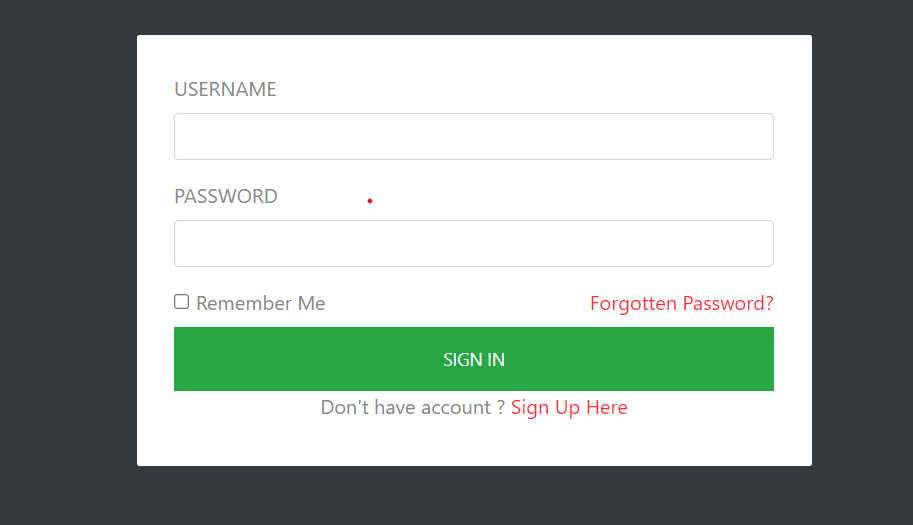 USERNAME
PASSWORD
Remember Me Forgotten Password?
SIGN IN
Don't have account ? Sign Up Here